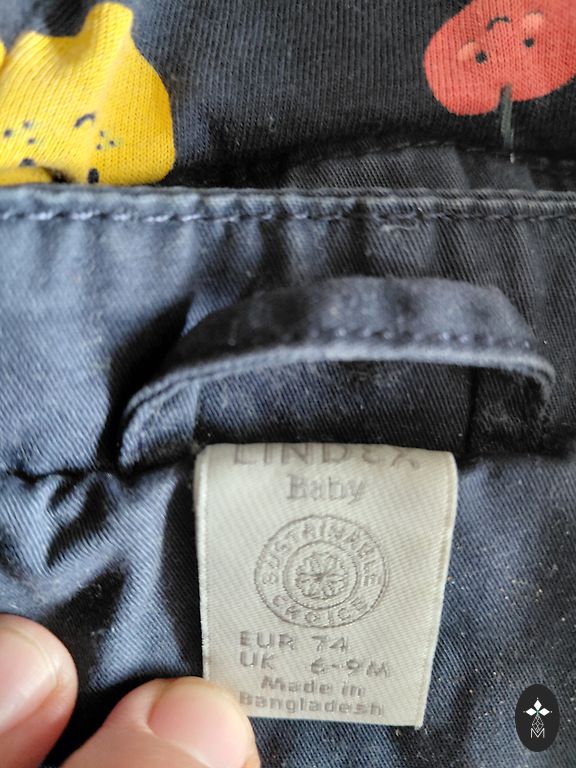 LINDEX
Baby
SUSTAINABLE
CHOICE
EUR 74
UK 6-9M
Made in
Bangladesh
M